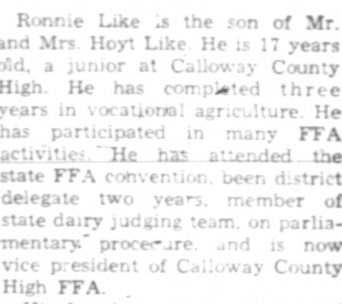 Ronnie Like is the son of Mr.
and Mrs. Hoyt Like. He is 17 years
old, a junior at Calloway County
High. He has completed three
years in vocational agriculture. He
has participated in many FFA
activities. He has attended the
state FFA convention, been district
delegate two years, member of
state dairy judging team, on parlia-
mentary procedure, and is now
vice president of Calloway County
High FFA.